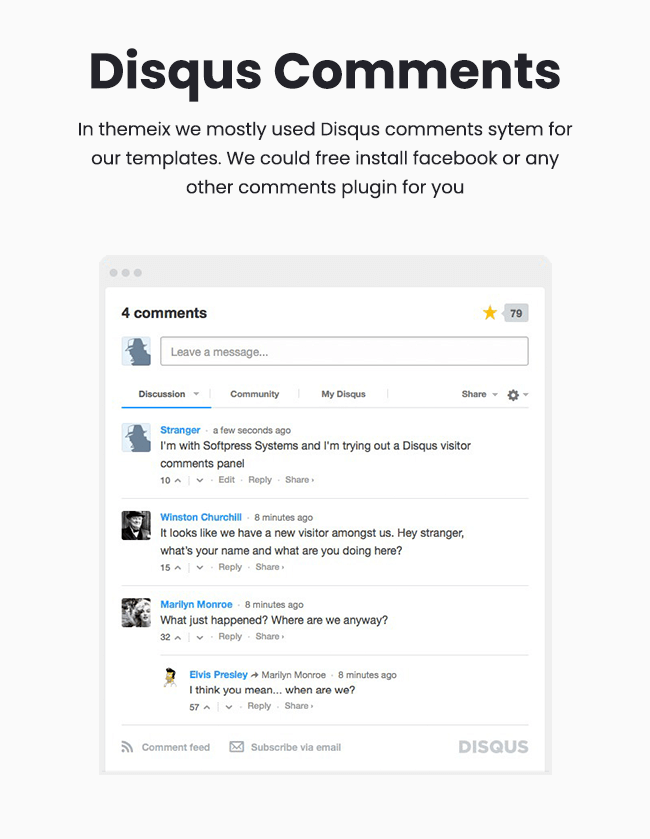 Disqus Comments
In themeix we mostly used Disqus comments sytem for
our templates. We could free install facebook or any
other comments plugin for you
4 comments
79
Leave a message...
Discussion
Community
My Disqus
Share
Stranger · a few seconds ago
I'm with Softpress Systems and I'm trying out a Disqus visitor
comments panel
10 · Edit · Reply · Share ›
Winston Churchill · 8 minutes ago
It looks like we have a new visitor amongst us. Hey stranger,
what's your name and what are you doing here?
15 · Reply · Share ›
Marilyn Monroe · 8 minutes ago
What just happened? Where are we anyway?
32 · Reply · Share ›
Elvis Presley → Marilyn Monroe · 8 minutes ago
I think you mean... when are we?
57 · Reply · Share ›
Comment feed
Subscribe via email
DISQUS